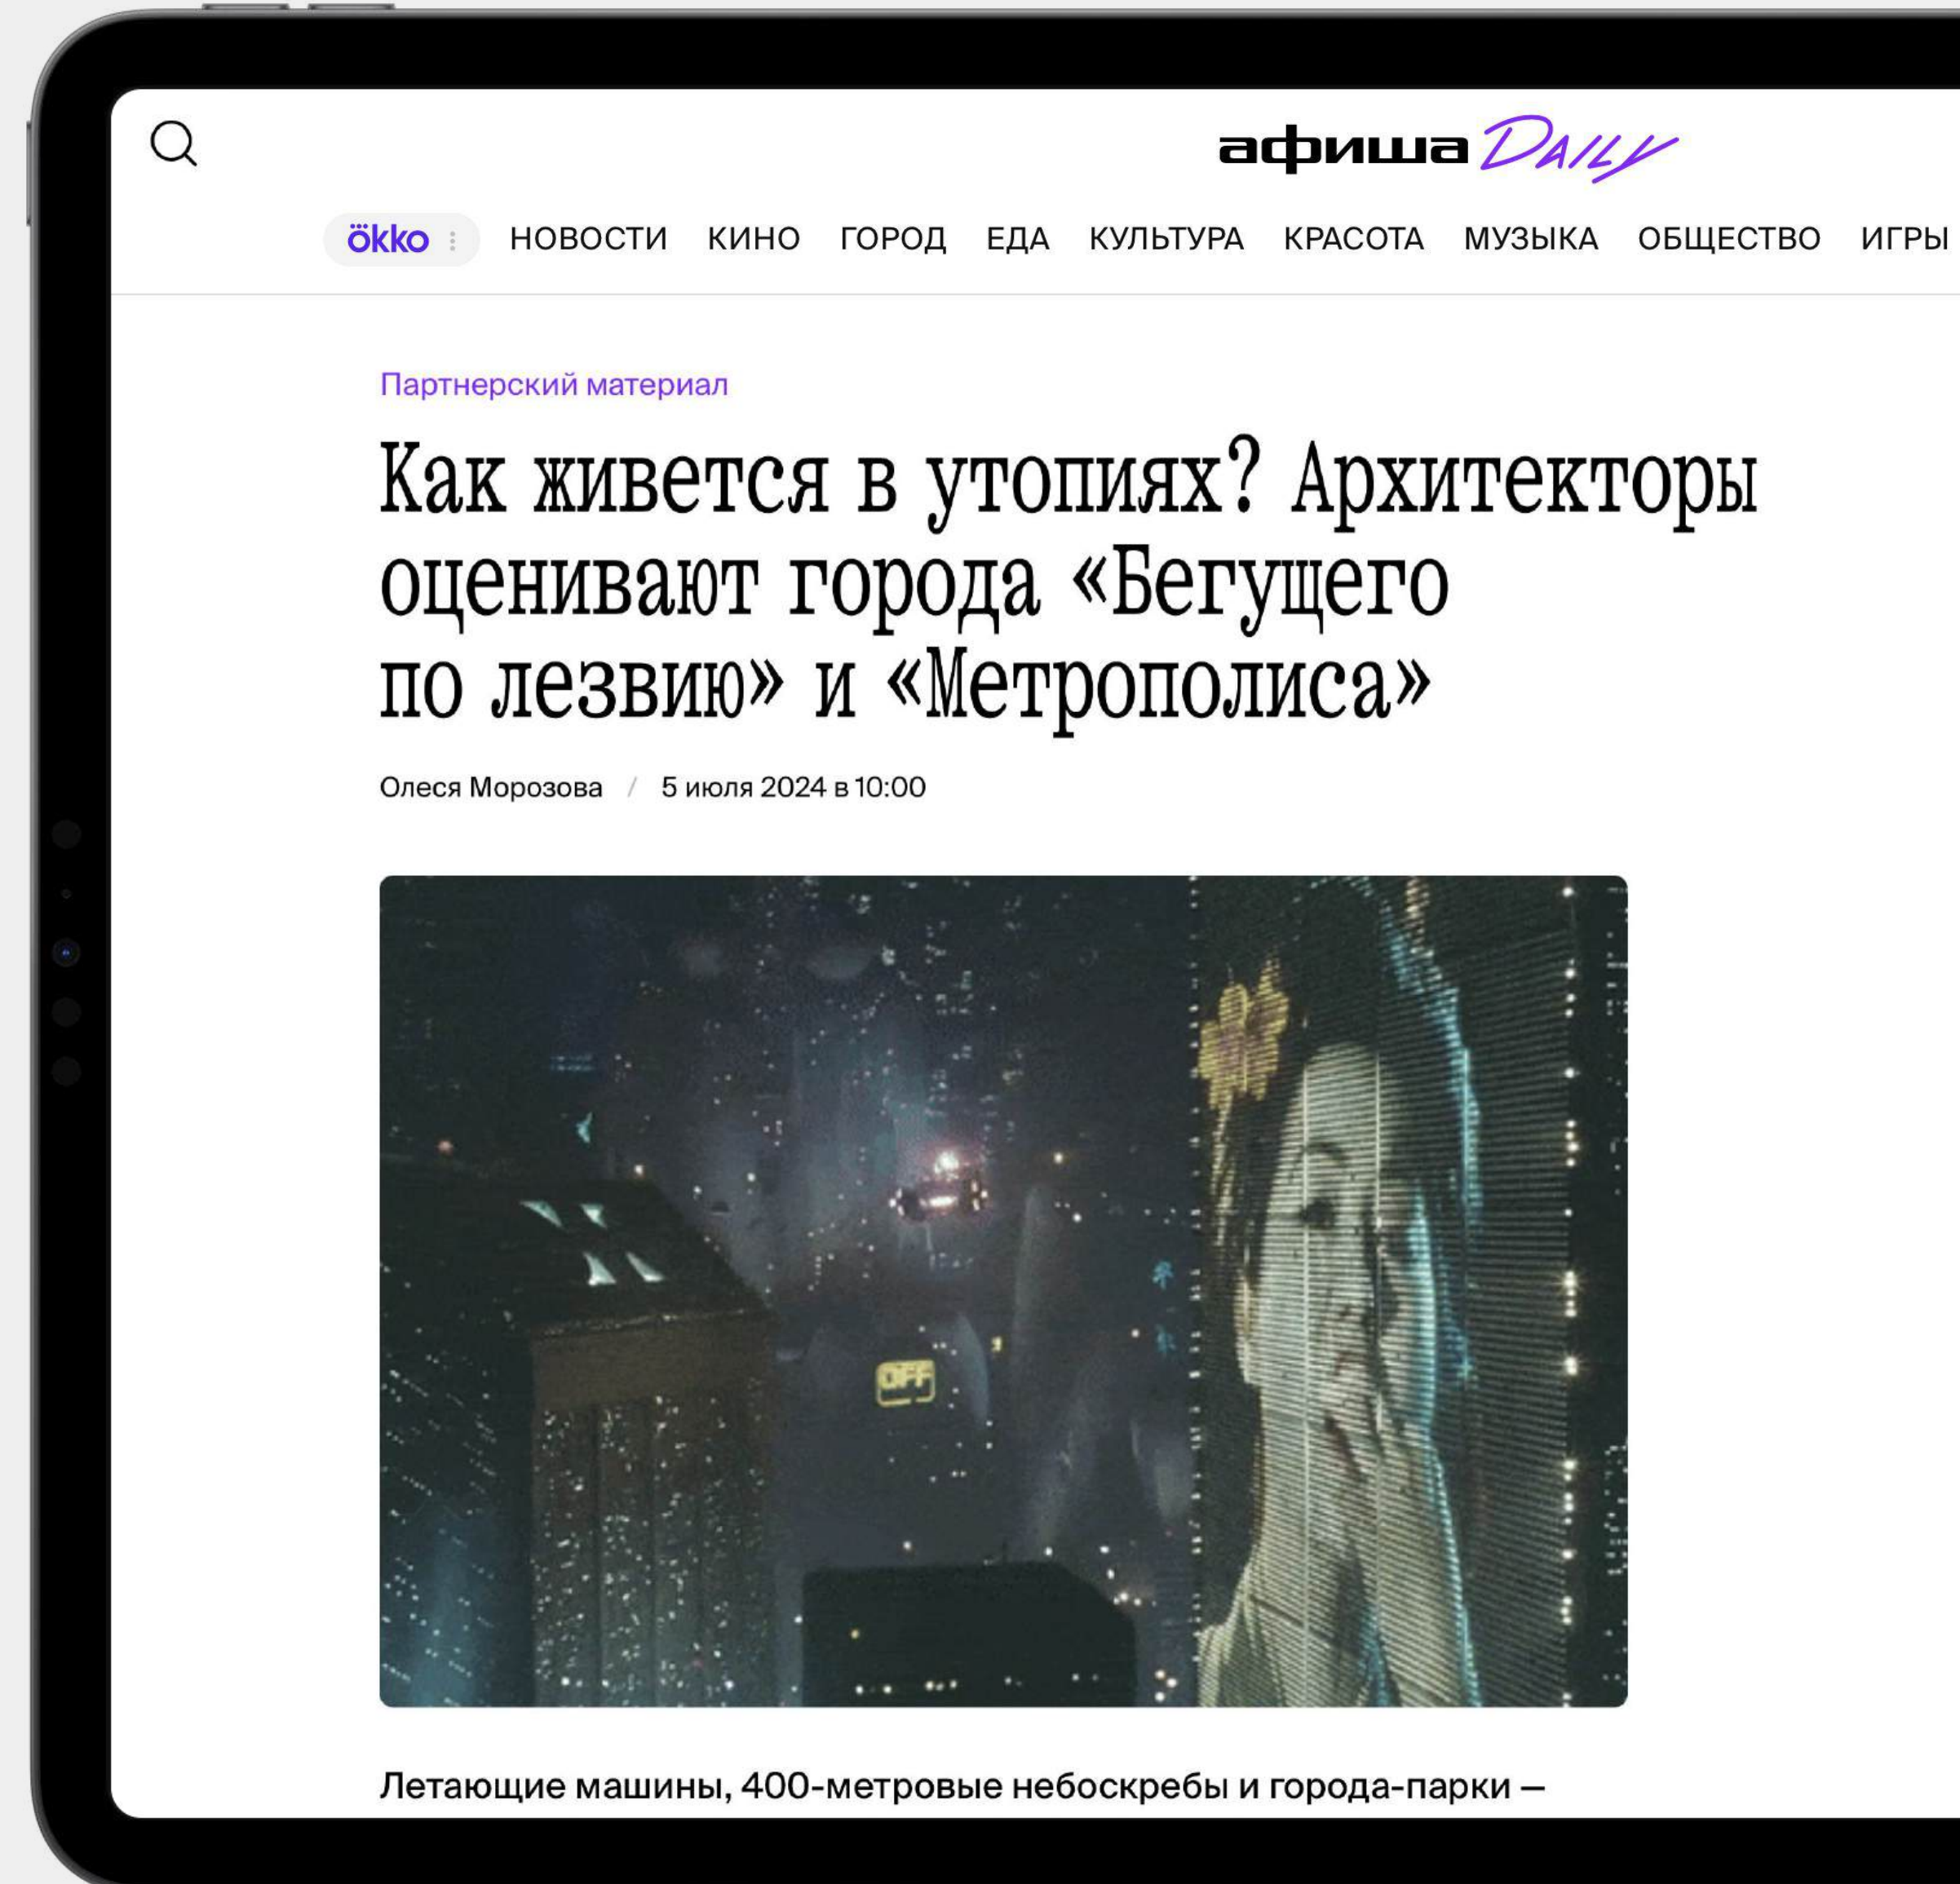 афиша DAILY
okko НОВОСТИ КИНО ГОРОД ЕДА КУЛЬТУРА КРАСОТА МУЗЫКА ОБЩЕСТВО ИГРЫ
Партнерский материал
Как живется в утопиях? Архитекторы
оценивают города «Бегущего
по лезвию» и «Метрополиса»
Олеся Морозова / 5 июля 2024 в 10:00
OFF
Летающие машины, 400-метровые небоскребы и города-парки —